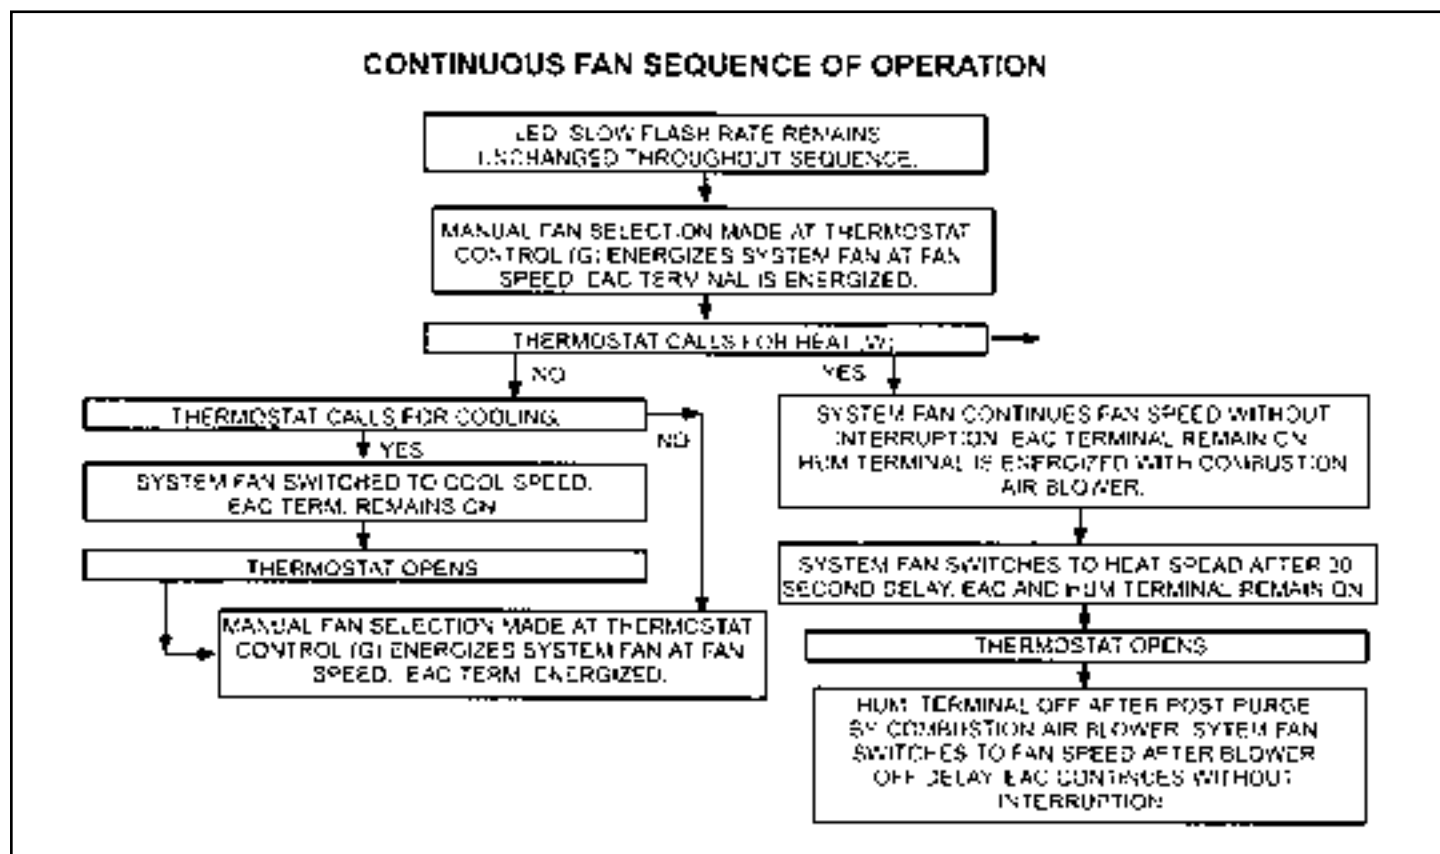 CONTINUOUS FAN SEQUENCE OF OPERATION
LED: SLOW FLASH RATE REMAINS
UNCHANGED THROUGHOUT SEQUENCE.
MANUAL FAN SELECTION MADE AT THERMOSTAT
CONTROL (G) ENERGIZES SYSTEM FAN AT FAN
SPEED. EAC TERMINAL IS ENERGIZED.
THERMOSTAT CALLS FOR HEAT (W)
NO
YES
THERMOSTAT CALLS FOR COOLING.
NO
YES
SYSTEM FAN SWITCHED TO COOL SPEED.
EAC TERM. REMAINS ON
THERMOSTAT OPENS
MANUAL FAN SELECTION MADE AT THERMOSTAT
CONTROL (G) ENERGIZES SYSTEM FAN AT FAN
SPEED. EAC TERM. ENERGIZED.
SYSTEM FAN CONTINUES FAN SPEED WITHOUT
INTERRUPTION. EAC TERMINAL REMAIN ON
HUM TERMINAL IS ENERGIZED WITH COMBUSTION
AIR BLOWER.
SYSTEM FAN SWITCHES TO HEAT SPEAD AFTER
SECOND DELAY. EAC AND HUM TERMINAL REMAIN ON
THERMOSTAT OPENS
HUM. TERMINAL OFF AFTER POST PURGE
BY COMBUSTION AIR BLOWER. SYTEM FAN
SWITCHES TO FAN SPEED AFTER BLOWER
OFF DELAY. EAC CONTINUES WITHOUT
INTERRUPTION